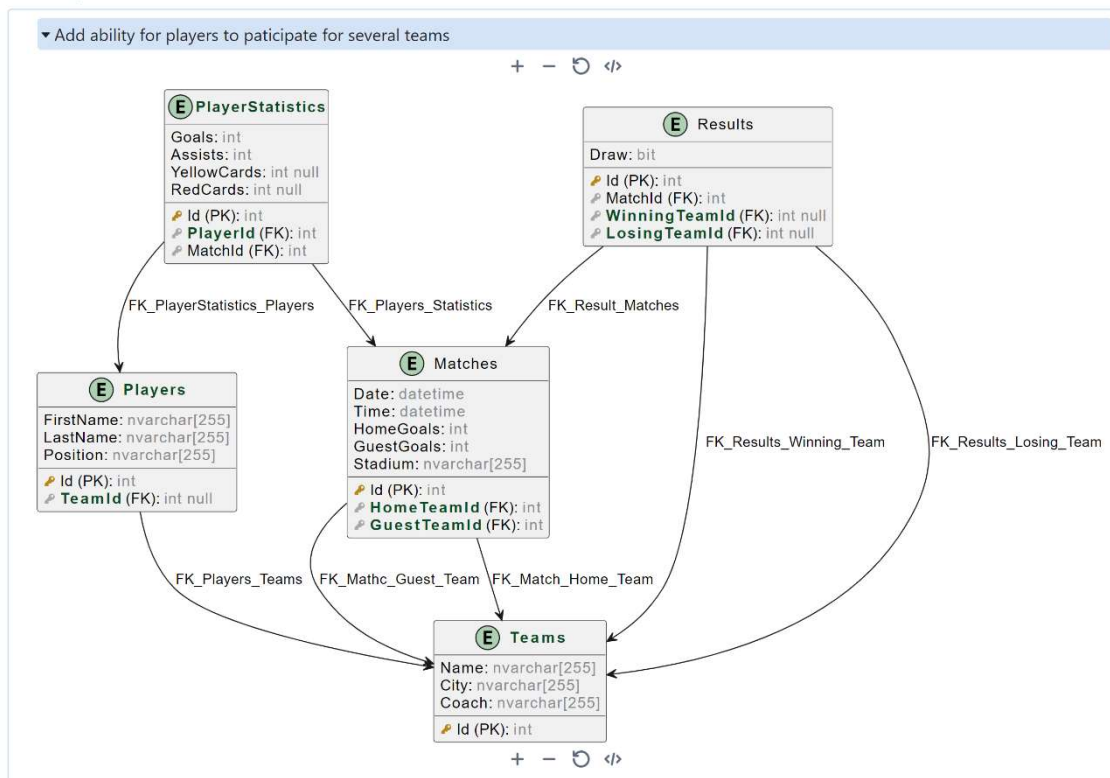 Add ability for players to paticipate for several teams
E PlayerStatistics
Goals: int
Assists: int
YellowCards: int null
RedCards: int null
Id (PK): int
PlayerId (FK): int
MatchId (FK): int
E Results
Draw: bit
Id (PK): int
MatchId (FK): int
WinningTeamId (FK): int null
LosingTeamId (FK): int null
FK_PlayerStatistics_Players
FK_Players_Statistics
FK_Result_Matches
E Players
FirstName: nvarchar[255]
LastName: nvarchar[255]
Position: nvarchar[255]
Id (PK): int
TeamId (FK): int null
E Matches
Date: datetime
Time: datetime
HomeGoals: int
GuestGoals: int
Stadium: nvarchar[255]
Id (PK): int
HomeTeamId (FK): int
GuestTeamId (FK): int
FK_Results_Winning_Team
FK_Results_Losing_Team
FK_Players_Teams
FK_Mathc_Guest_Team
FK_Match_Home_Team
E Teams
Name: nvarchar[255]
City: nvarchar[255]
Coach: nvarchar[255]
Id (PK): int